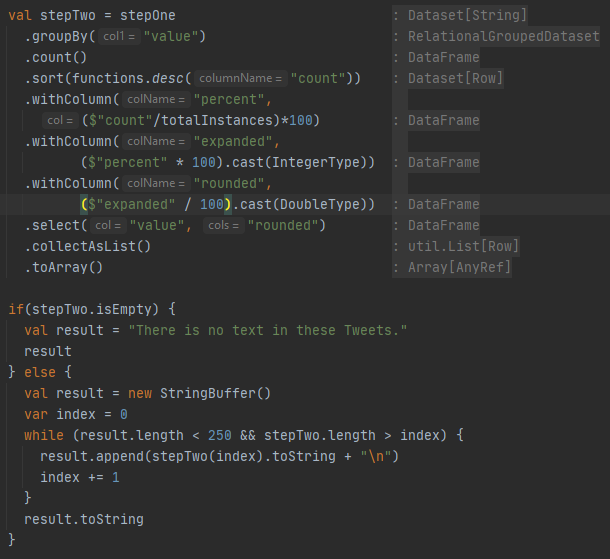 val stepTwo = stepOne : Dataset[String]
.groupBy( col1 = "value") : RelationalGroupedDataset
.count() : DataFrame
.sort(functions.desc( columnName = "count")) : Dataset[Row]
.withColumn( colName = "percent",
col = ($"count"/totalInstances)*100) : DataFrame
.withColumn( colName = "expanded",
($"percent" * 100).cast(IntegerType)) : DataFrame
.withColumn( colName = "rounded",
($"expanded" / 100).cast(DoubleType)) : DataFrame
.select( col = "value", cols = "rounded") : DataFrame
.collectAsList() : util.List[Row]
.toArray() : Array[AnyRef]
if(stepTwo.isEmpty) {
val result = "There is no text in these Tweets."
result
} else {
val result = new StringBuffer()
var index = 0
while (result.length < 250 && stepTwo.length > index) {
result.append(stepTwo(index).toString + "\n")
index += 1
}
result.toString
}